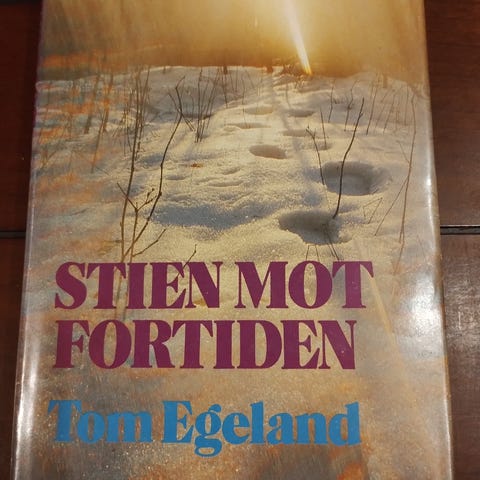 STIEN MOT
FORTIDEN
Tom Egeland